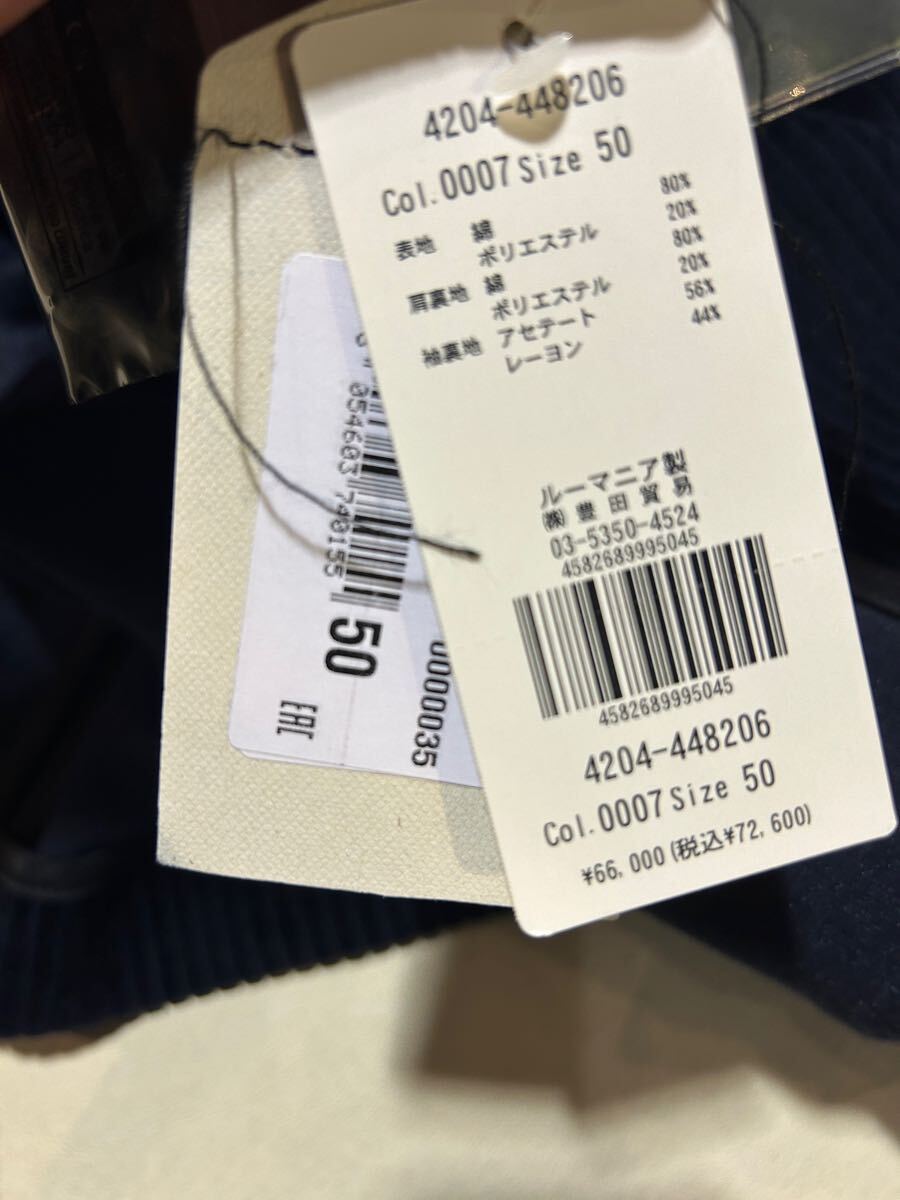 4204-448206
Col.0007 Size 50
表地 綿 80%
ポリエステル 20%
肩裏地 綿 80%
ポリエステル 20%
袖裏地 アセテート 56%
レーヨン 44%
ルーマニア製
㈱豊田貿易
03-5350-4524
4582689995045
4582689995045
4204-448206
Col.0007 Size 50
¥66,000(税込¥72,600)
054603 748155
50
0000035
EAC